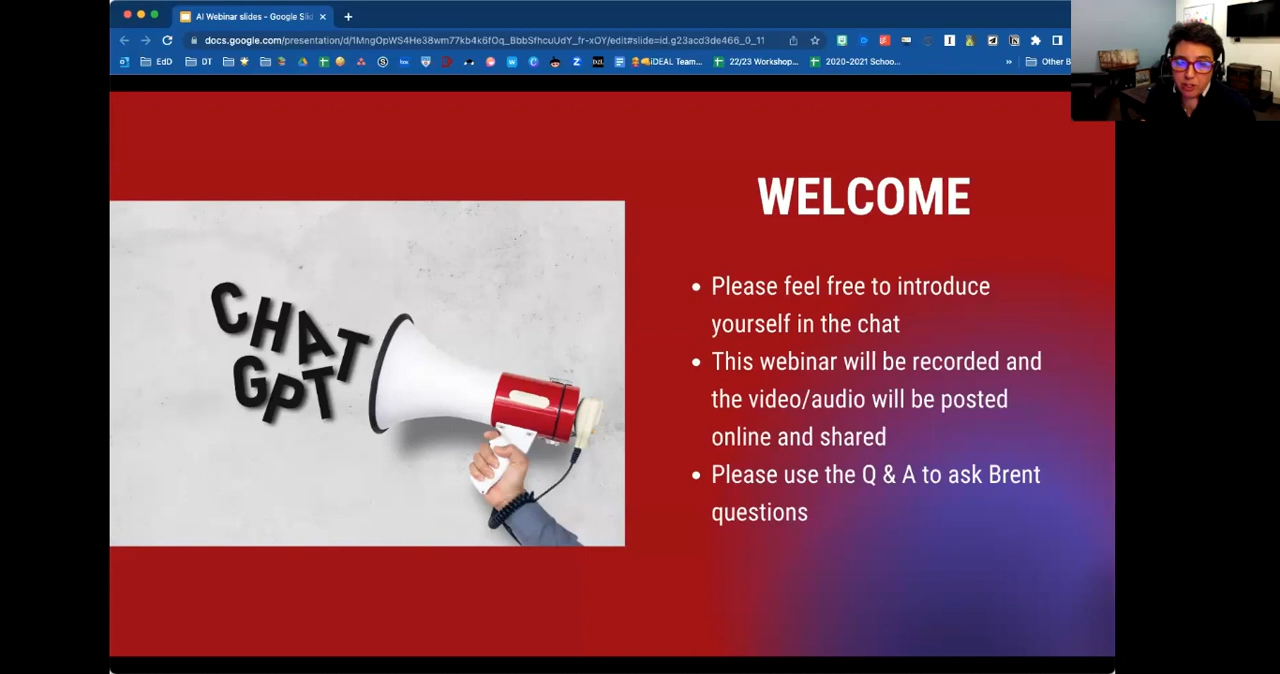 AI Webinar slides - Google Slid
docs.google.com/presentation/d/1MngOpWS4He38wm77kb4k6fOq_BbbSfhcuUdY_fr-xOY/edit#slide=id.g23acd3de466_0_11
EdD DT iDEAL Team... 22/23 Workshop... 2020-2021 Schoo... » Other B
CHAT
GPT
WELCOME
• Please feel free to introduce
yourself in the chat
• This webinar will be recorded and
the video/audio will be posted
online and shared
• Please use the Q & A to ask Brent
questions